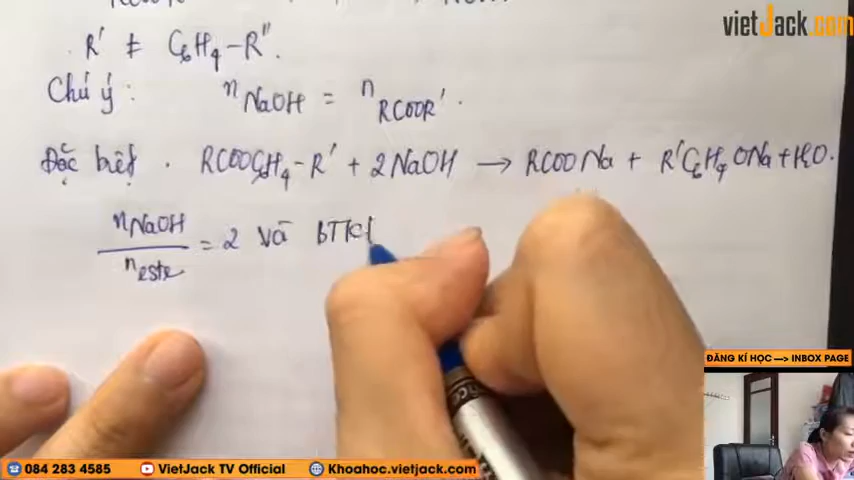 vietJack.com
R' ≠ C6H4-R''.
Chú ý: nNaOH = nRCOOR'.
Đặc biệt. RCOOC6H4-R' + 2NaOH → RCOONa + R'C6H4ONa + H2O.
nNaOH / neste = 2 và BTKL
ĐĂNG KÍ HỌC —> INBOX PAGE
084 283 4585 VietJack TV Official Khoahoc.vietjack.com